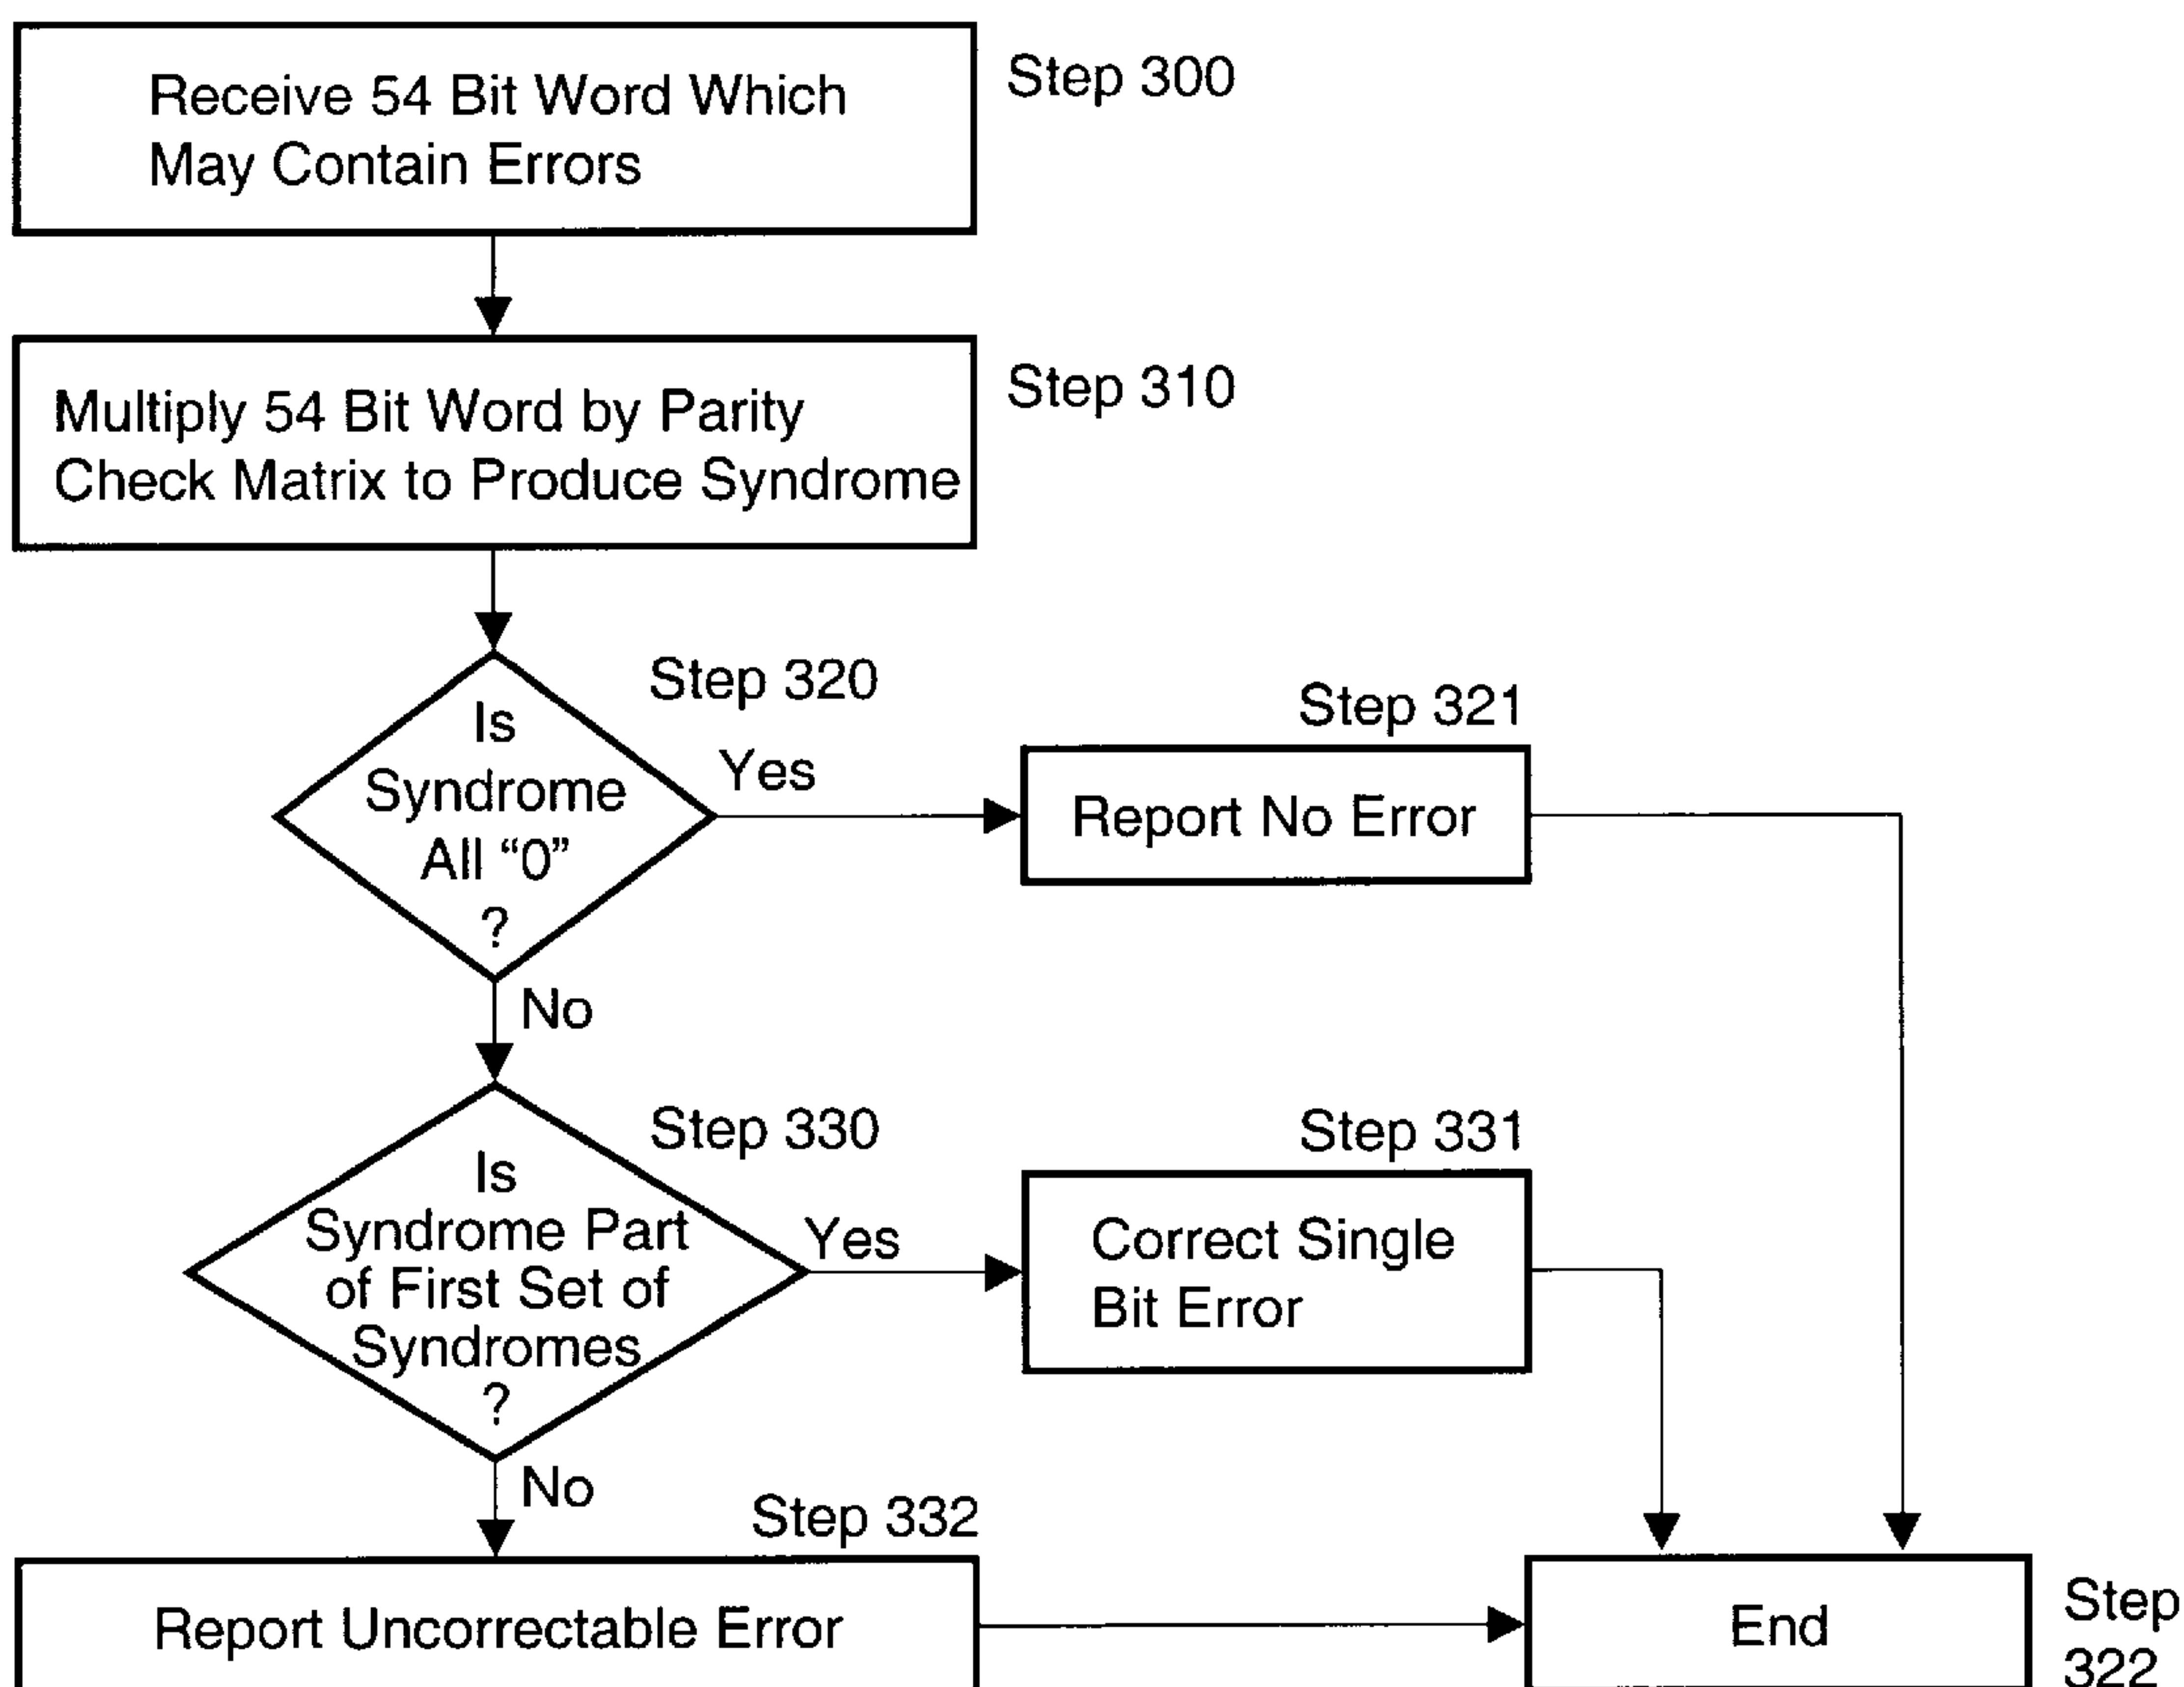 Receive 54 Bit Word Which
May Contain Errors
Step 300
Multiply 54 Bit Word by Parity
Check Matrix to Produce Syndrome
Step 310
Step 320
Is
Syndrome
All “0”
?
Yes
Step 321
Report No Error
No
Step 330
Is
Syndrome Part
of First Set of
Syndromes
?
Yes
Step 331
Correct Single
Bit Error
No
Step 332
Report Uncorrectable Error
End
Step
322